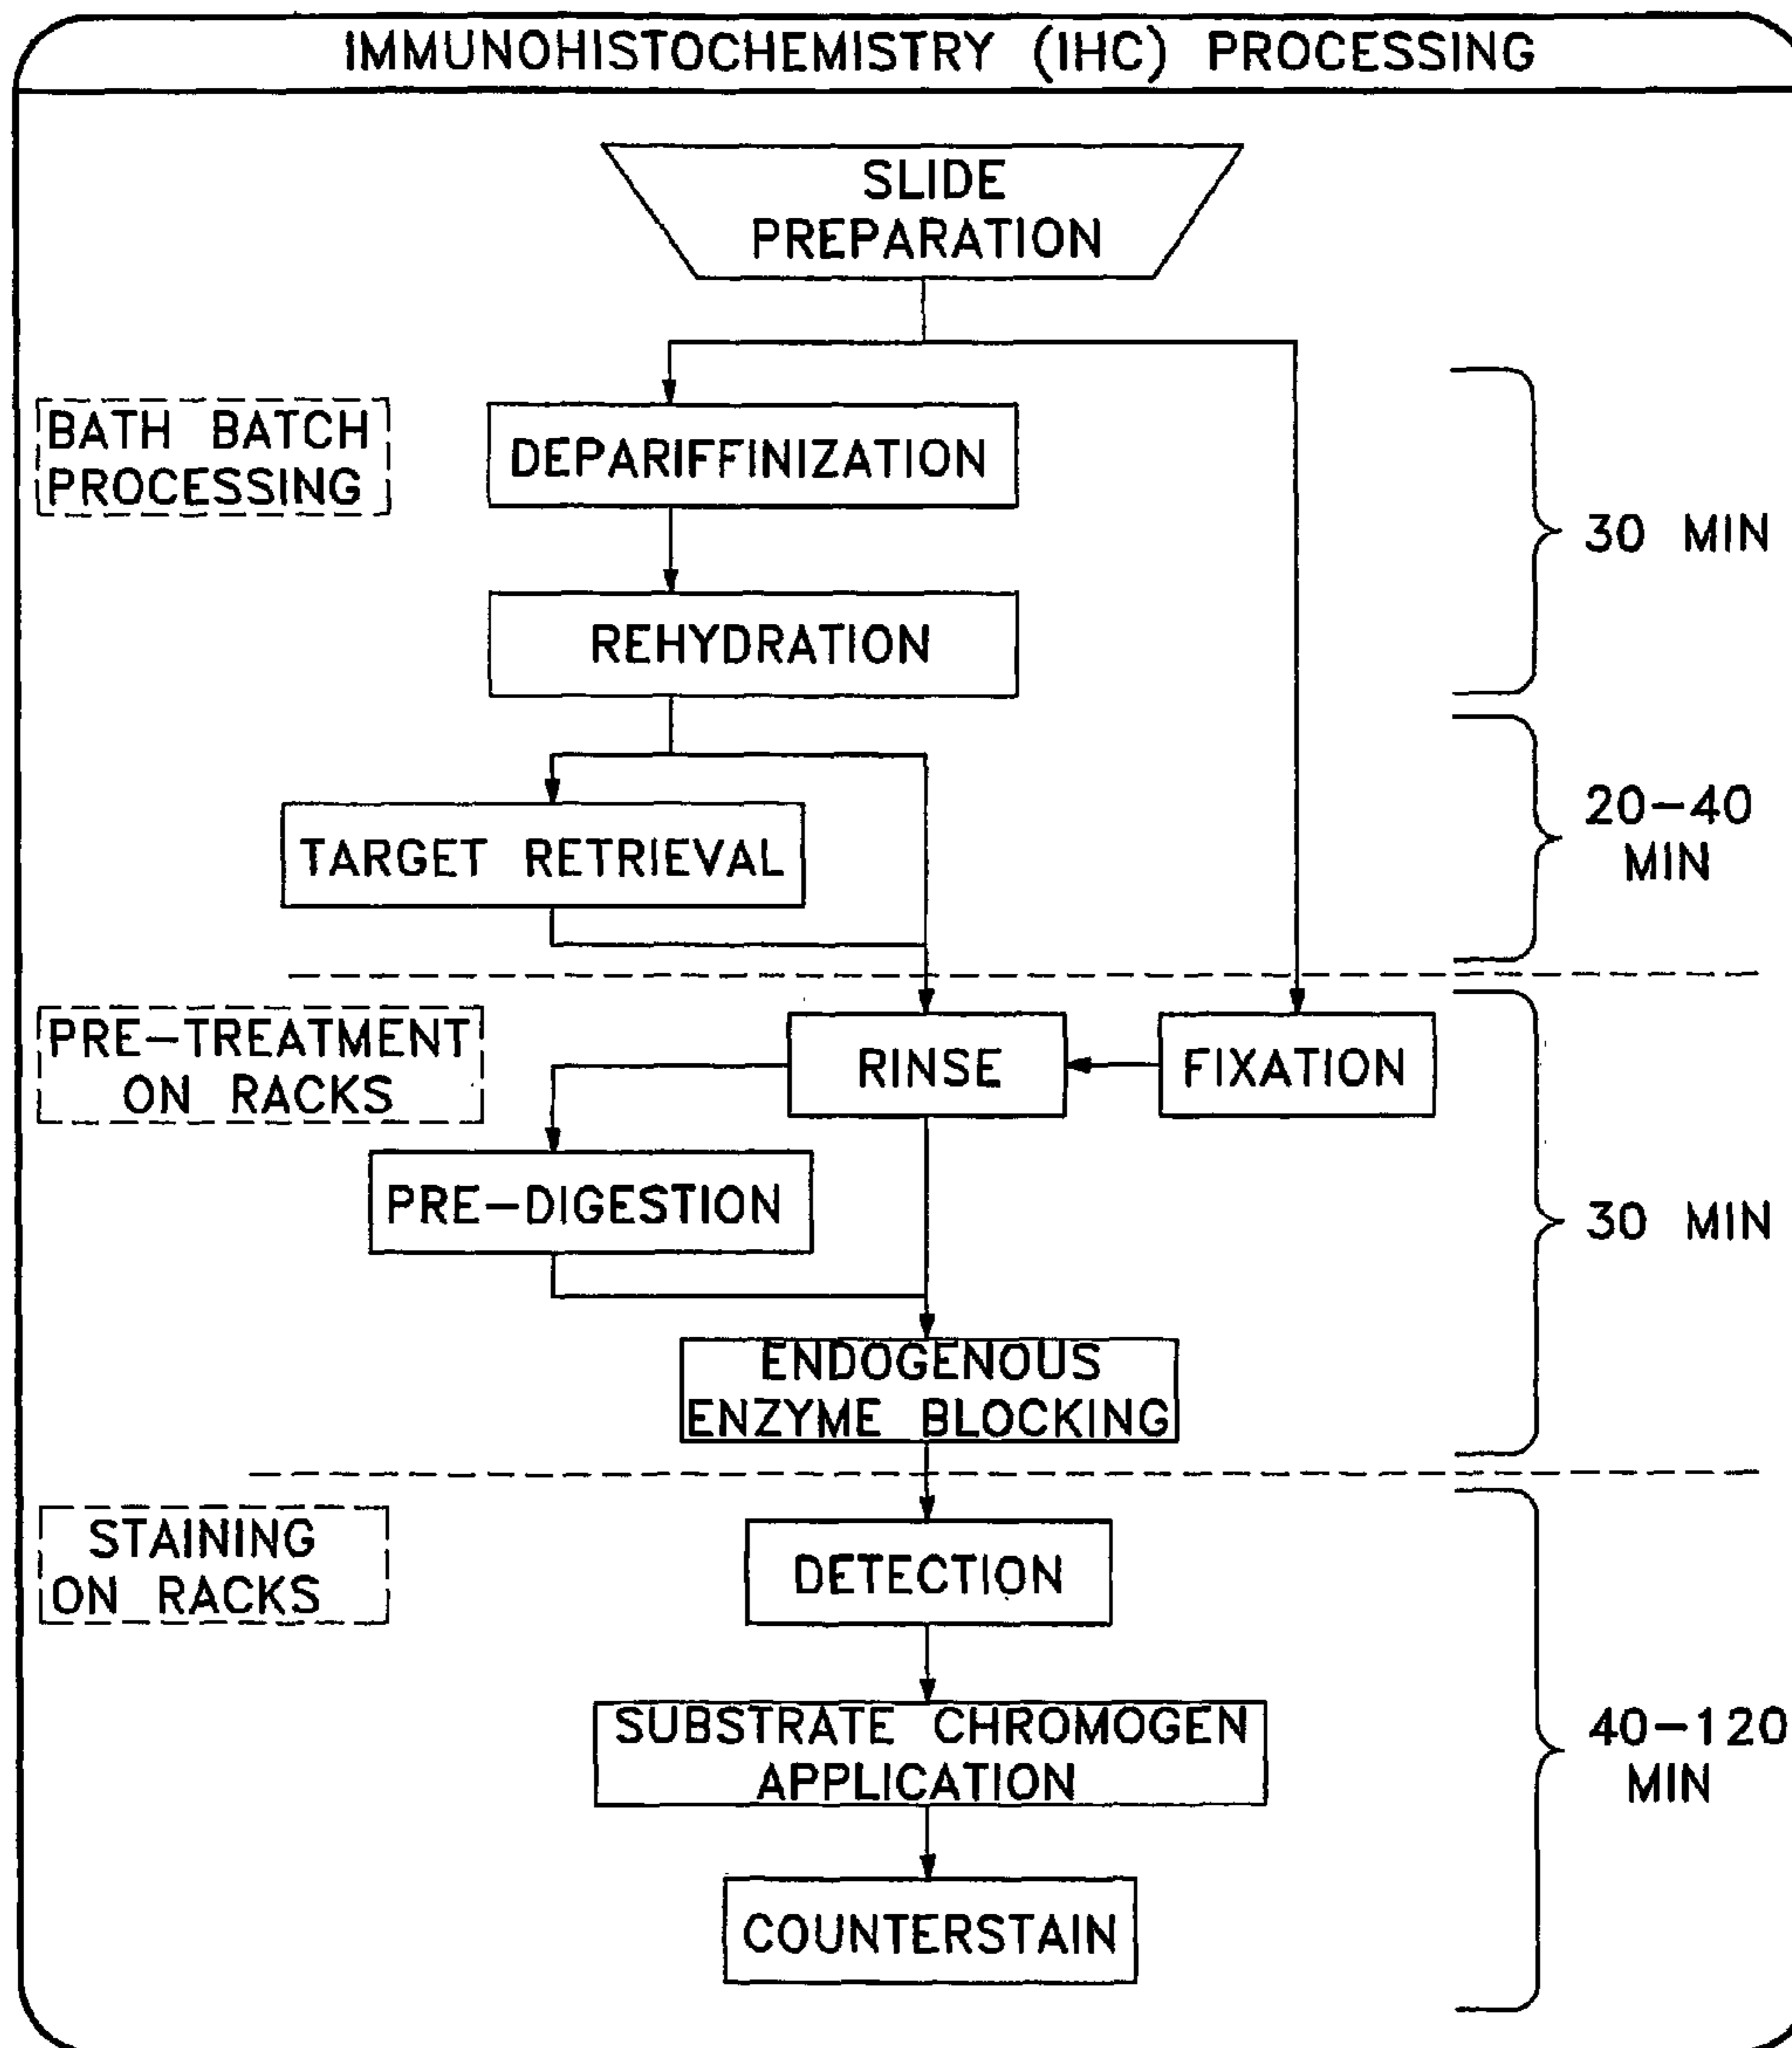 IMMUNOHISTOCHEMISTRY (IHC) PROCESSING
SLIDE
PREPARATION
BATH BATCH
PROCESSING
DEPARIFFINIZATION
30 MIN
REHYDRATION
TARGET RETRIEVAL
20-40
MIN
PRE-TREATMENT
ON RACKS
RINSE
FIXATION
PRE-DIGESTION
30 MIN
ENDOGENOUS
ENZYME BLOCKING
STAINING
ON RACKS
DETECTION
SUBSTRATE CHROMOGEN
APPLICATION
40-120
MIN
COUNTERSTAIN